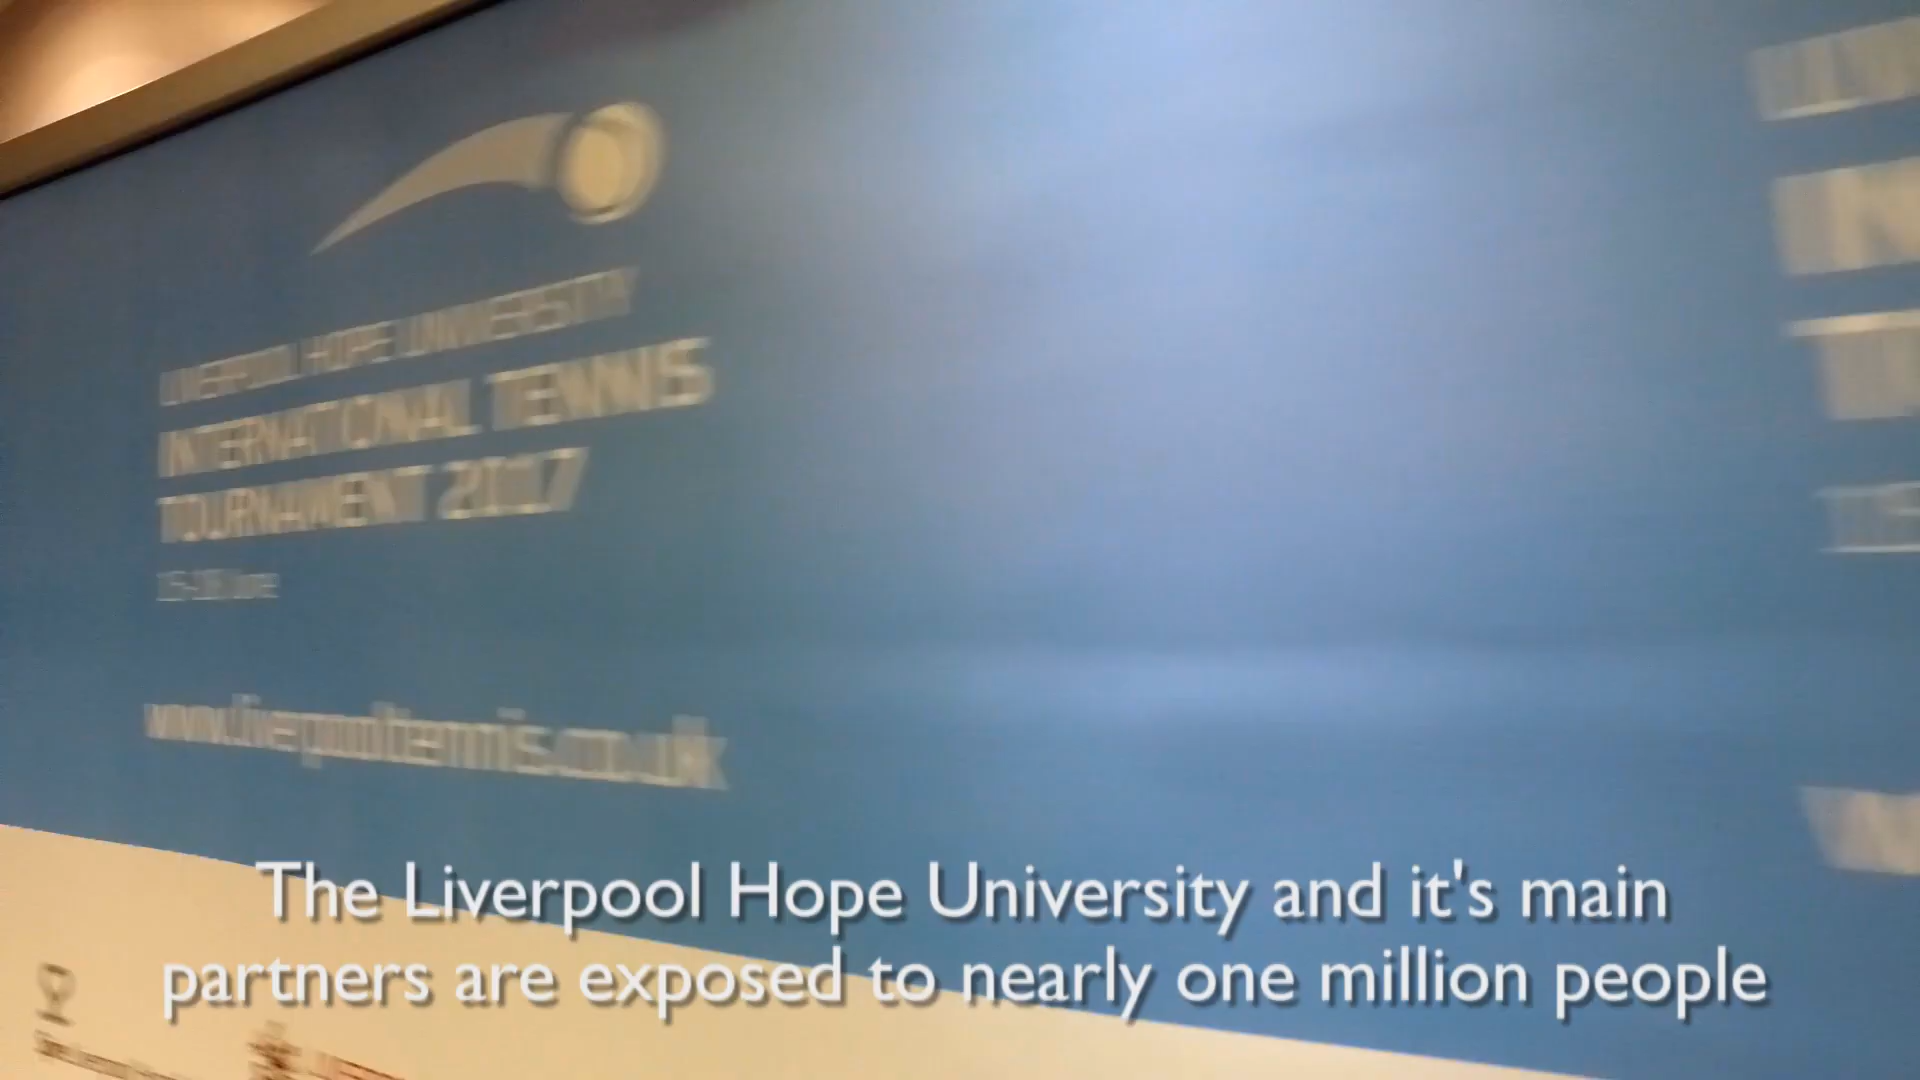 LIVERPOOL HOPE UNIVERSITY
INTERNATIONAL TENNIS
TOURNAMENT 2017
www.liverpooltennis.co.uk
The Liverpool Hope University and it's main
partners are exposed to nearly one million people